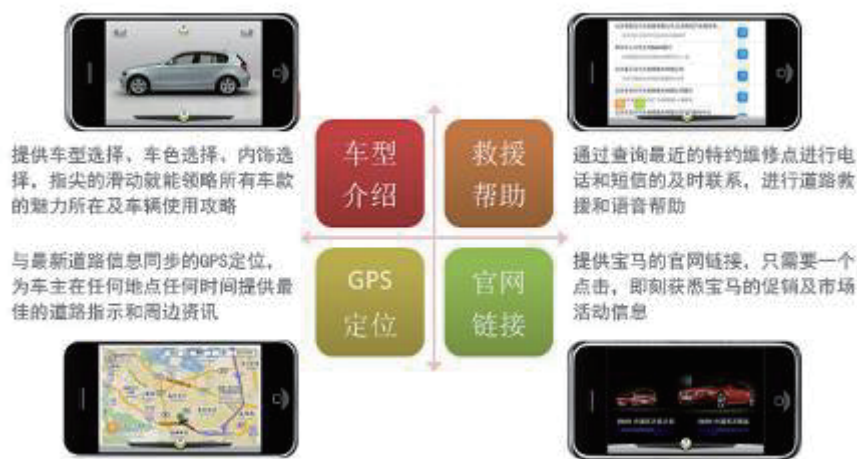 提供车型选择、车色选择、内饰选
择，指尖的滑动就能领略所有车款
的魅力所在及车辆使用攻略
车型
介绍
救援
帮助
通过查询最近的特约维修点进行电
话和短信的及时联系，进行道路救
援和语音帮助
与最新道路信息同步的GPS定位，
为车主在任何地点任何时间提供最
佳的道路指示和周边资讯
GPS
定位
官网
链接
提供宝马的官网链接，只需要一个
点击，即刻获悉宝马的促销及市场
活动信息